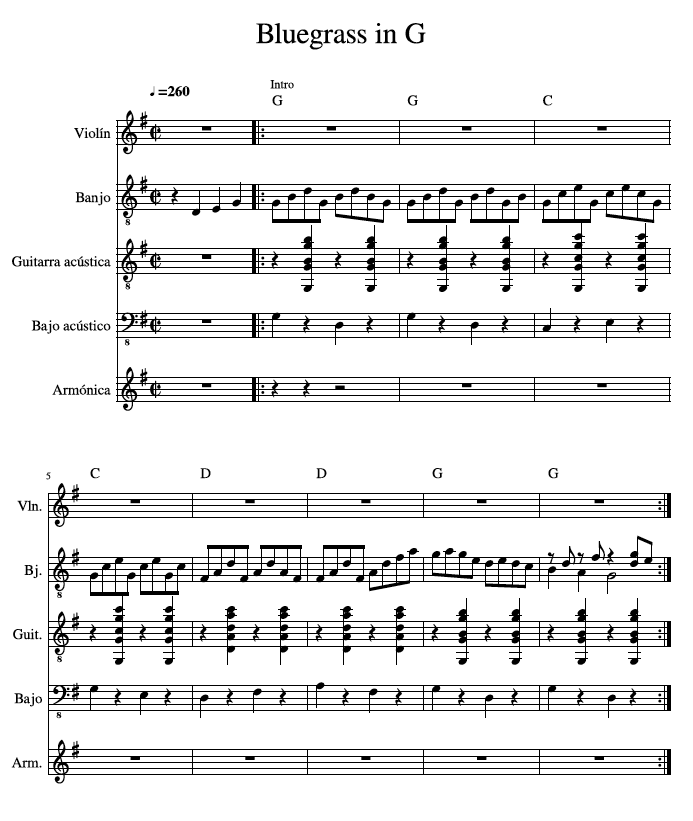 Bluegrass in G
♩=260
Intro
G G C
Violín
Banjo
8
Guitarra acústica
8
Bajo acústico
8
Armónica
5
C D D G G
Vln.
Bj.
8
Guit.
8
Bajo
8
Arm.